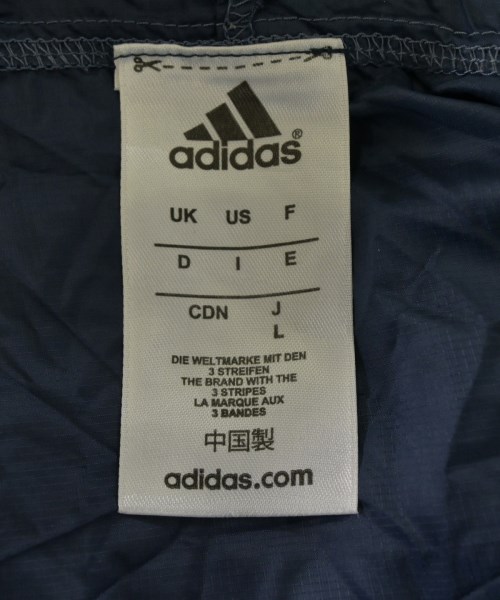 adidas®
UK US F
D I E
CDN J
L
DIE WELTMARKE MIT DEN
3 STREIFEN
THE BRAND WITH THE
3 STRIPES
LA MARQUE AUX
3 BANDES
中国製
adidas.com